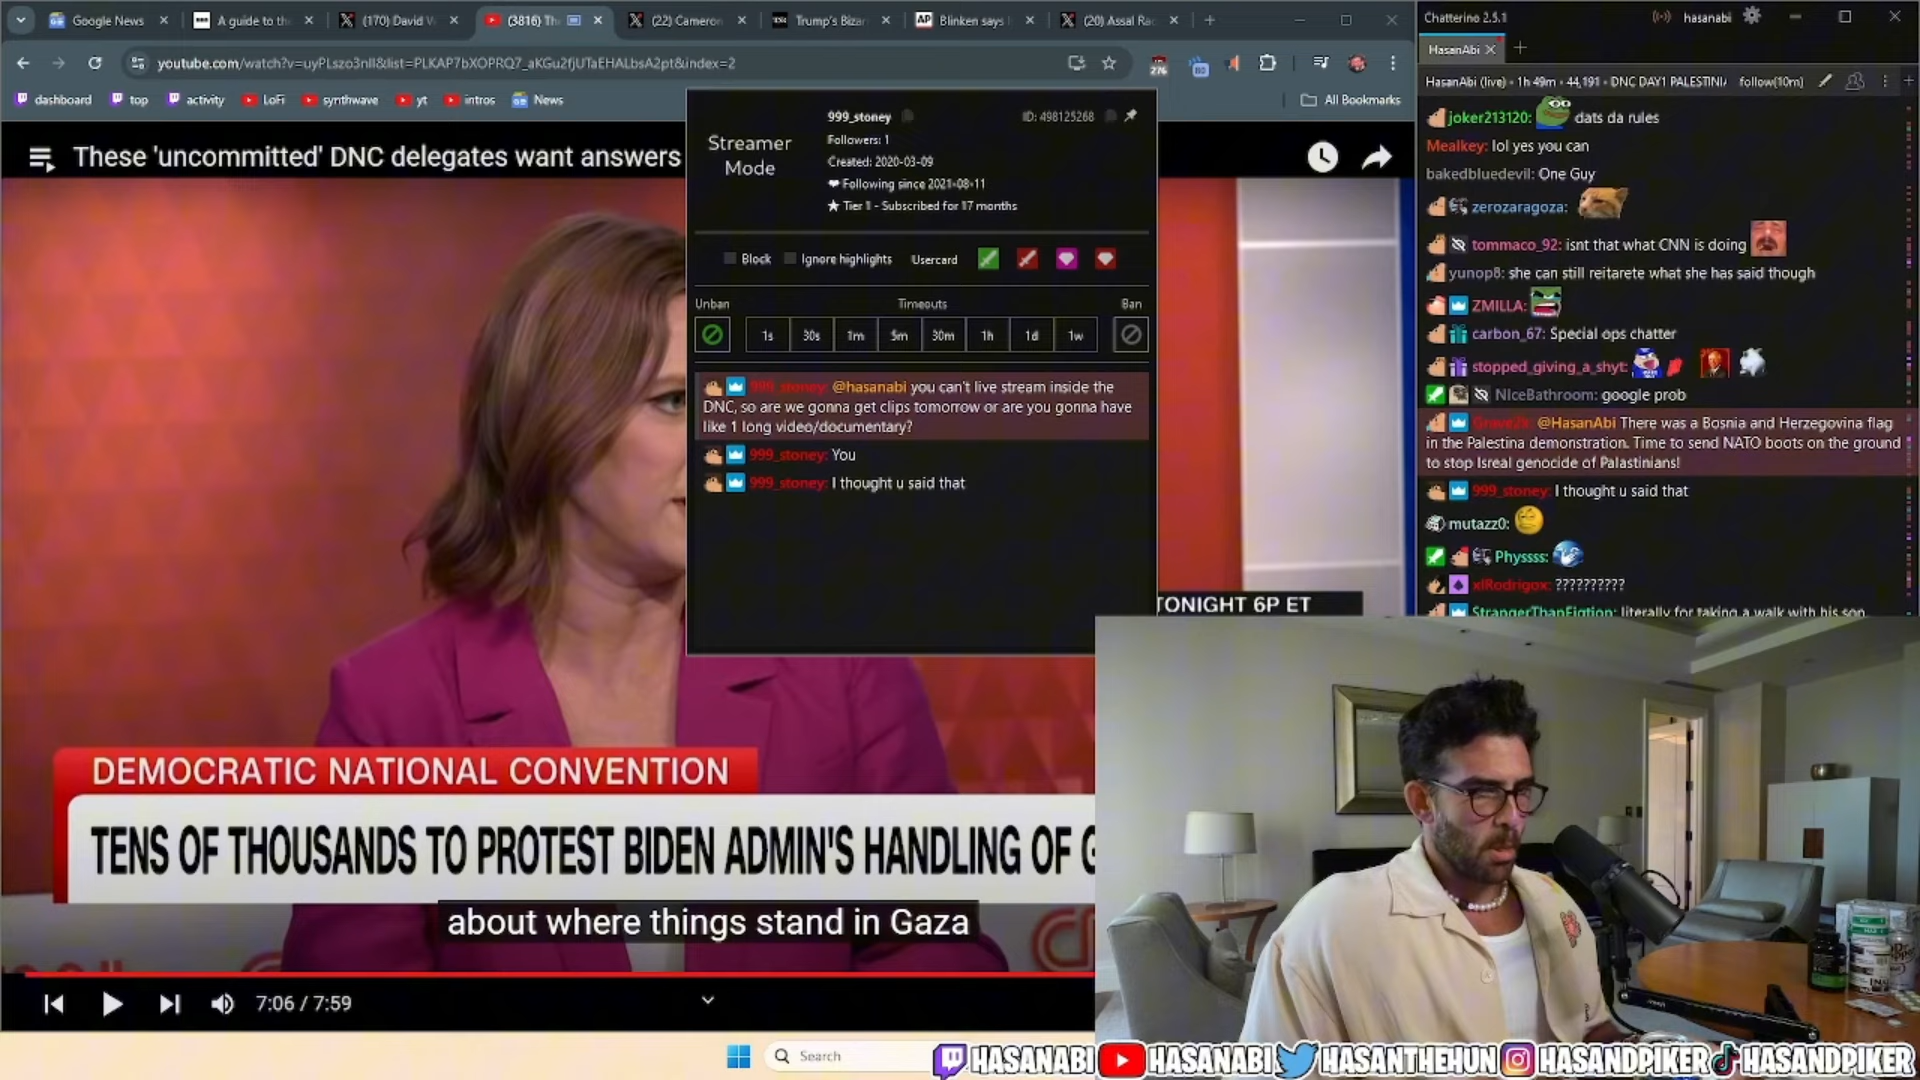 Google News
A guide to th
(170) David W
(3816) Th
(22) Cameron
Trump's Bizar
Blinken says
(20) Assal Ra
youtube.com/watch?v=uyPLszo3nlI&list=PLKAP7bXOPRQ7_aKGu2fjUTaEHALbsA2pt&index=2
dashboard
top
activity
LoFi
synthwave
yt
intros
News
All Bookmarks
These 'uncommitted' DNC delegates want answers
Streamer
Mode
999_stoney
ID: 498125268
Followers: 1
Created: 2020-03-09
Following since 2021-08-11
Tier 1 - Subscribed for 17 months
Block
Ignore highlights
Usercard
Unban
Timeouts
Ban
1s 30s 1m 5m 30m 1h 1d 1w
999_stoney: @hasanabi you can't live stream inside the
DNC, so are we gonna get clips tomorrow or are you gonna have
like 1 long video/documentary?
999_stoney: You
999_stoney: I thought u said that
TONIGHT 6P ET
DEMOCRATIC NATIONAL CONVENTION
TENS OF THOUSANDS TO PROTEST BIDEN ADMIN'S HANDLING OF G
about where things stand in Gaza
7:06 / 7:59
Search
Chatterino 2.5.1
hasanabi
HasanAbi
HasanAbi (live) • 1h 49m • 44,191 • DNC DAY1 PALESTINI
follow(10m)
joker213120: dats da rules
Mealkey: lol yes you can
bakedbluedevil: One Guy
zerozaragoza:
tommaco_92: isnt that what CNN is doing
yunop8: she can still reitarete what she has said though
ZMILLA:
carbon_67: Special ops chatter
stopped_giving_a_shyt:
NiceBathroom: google prob
@HasanAbi There was a Bosnia and Herzegovina flag
in the Palestina demonstration. Time to send NATO boots on the ground
to stop Isreal genocide of Palastinians!
999_stoney: I thought u said that
mutazz0:
Physsss:
xlRodrigox: ??????????
StrangerThanFigtion: literally for taking a walk with his son
HASANABI
HASANABI
HASANTHEHUN
HASANDPIKER
HASANDPIKER